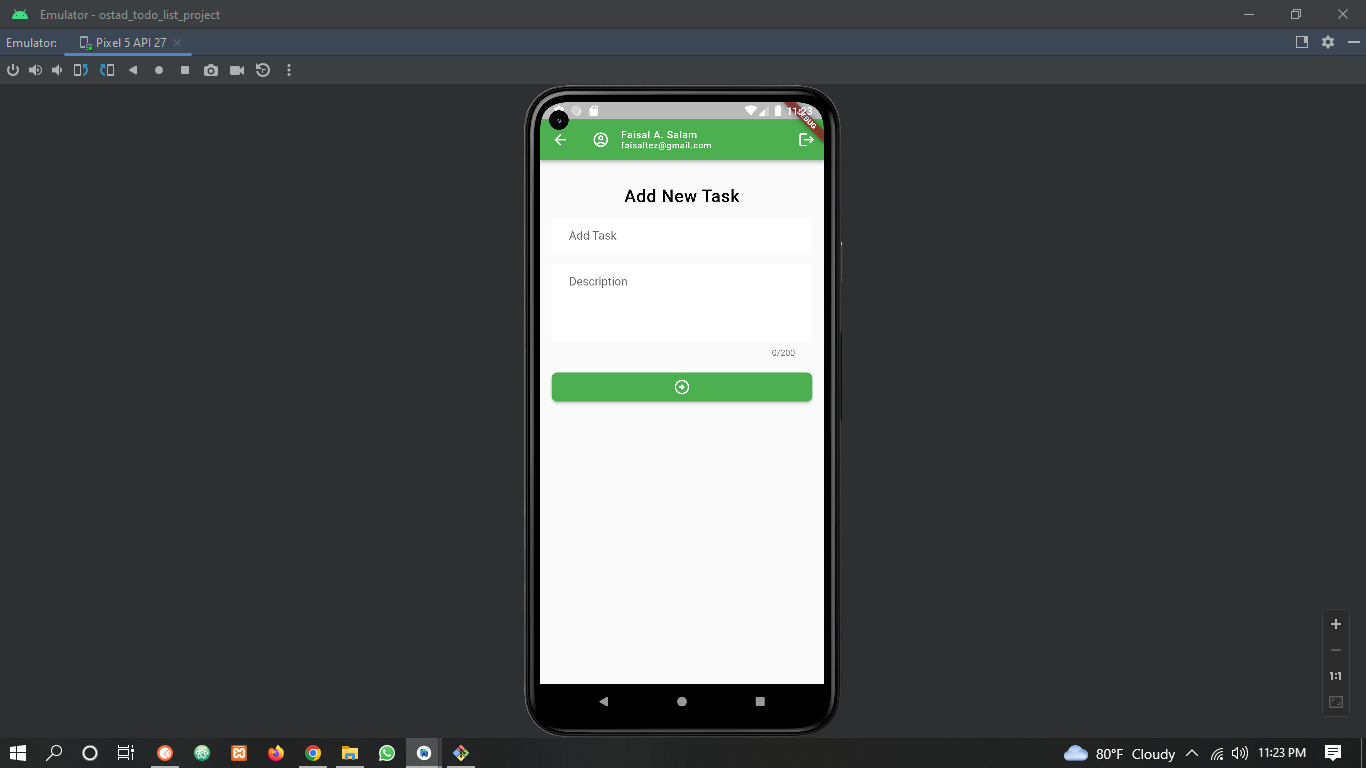 Emulator - ostad_todo_list_project
Emulator:
Pixel 5 API 27
11:23
DEBUG
Faisal A. Salam
faisaltez@gmail.com
Add New Task
Add Task
Description
0/200
1:1
80°F Cloudy
11:23 PM